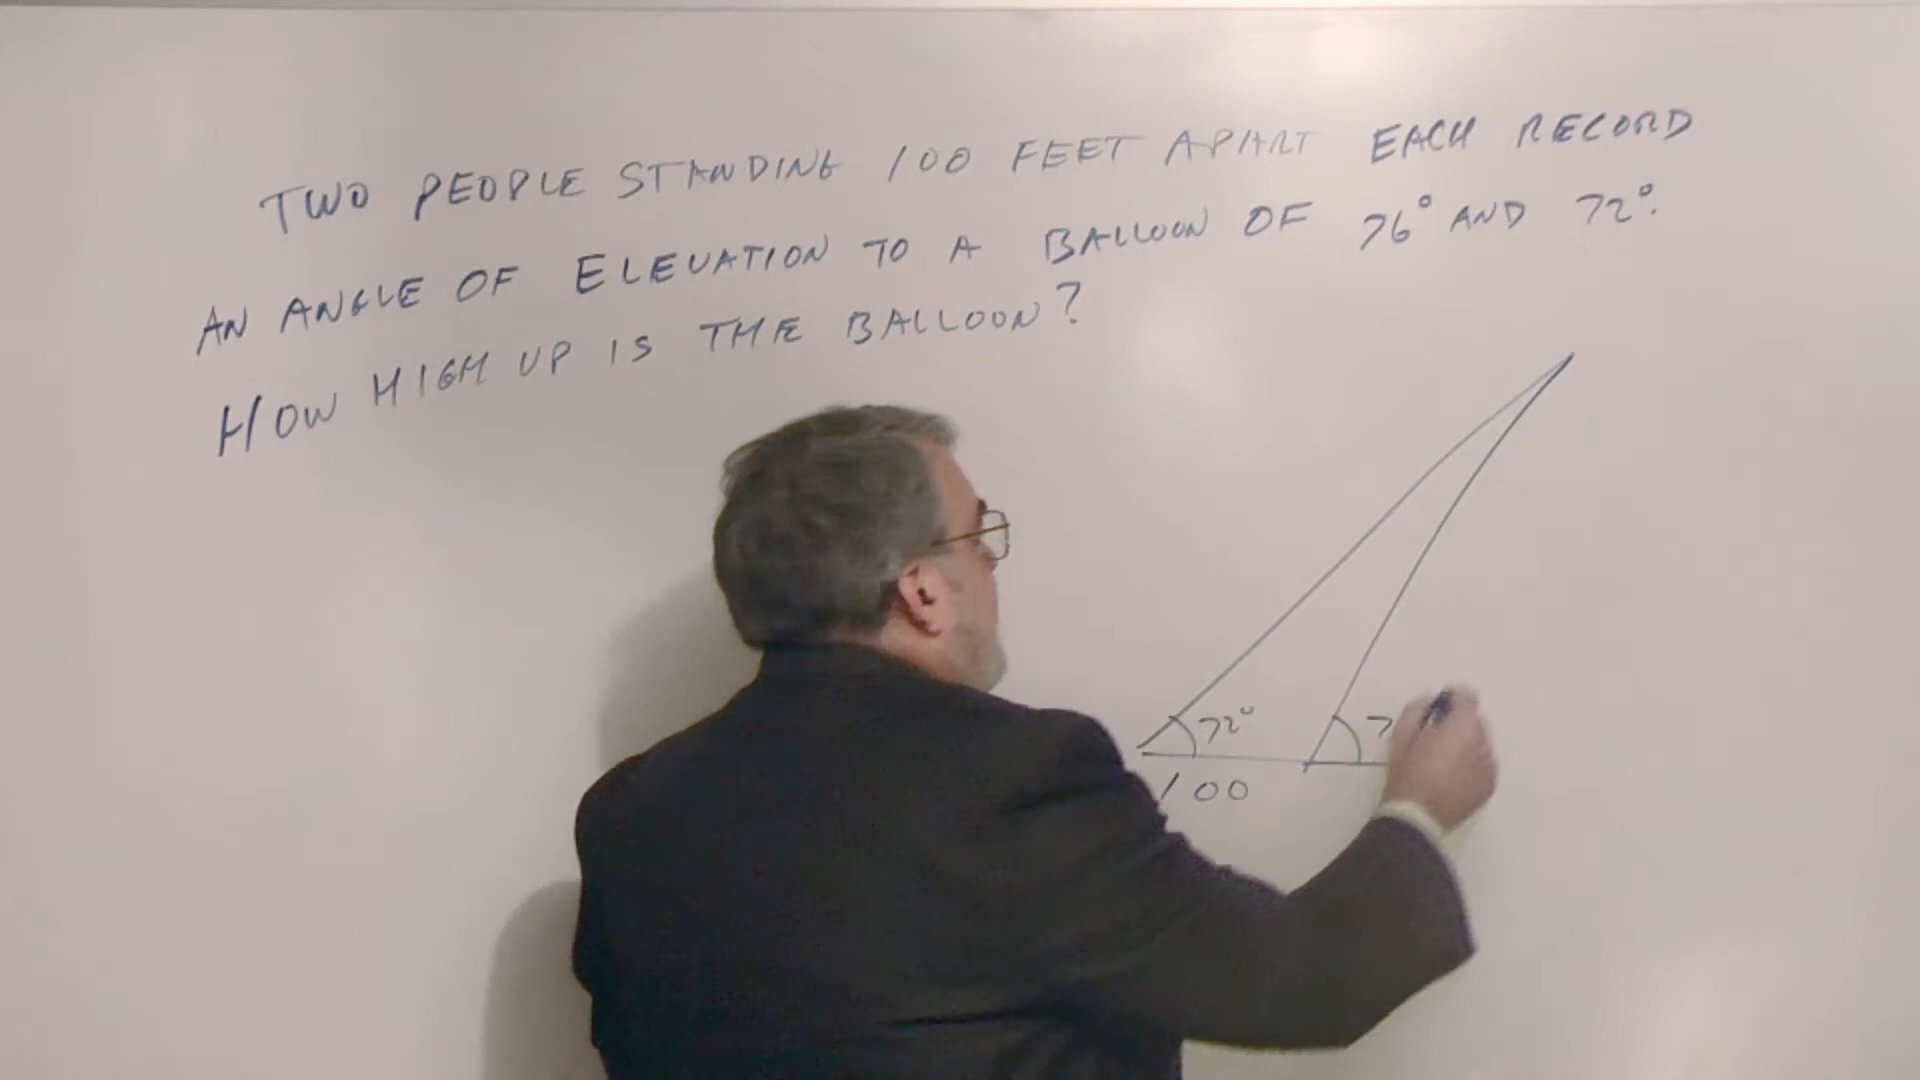 TWO PEOPLE STANDING 100 FEET APART EACH RECORD
AN ANGLE OF ELEVATION TO A BALLOON OF 76° AND 72°.
HOW HIGH UP IS THE BALLOON?
72° 7
100